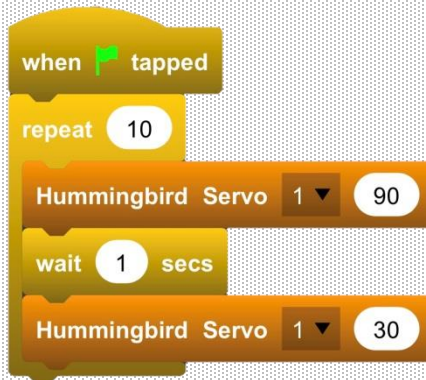 when tapped
repeat 10
Hummingbird Servo 1 90
wait 1 secs
Hummingbird Servo 1 30